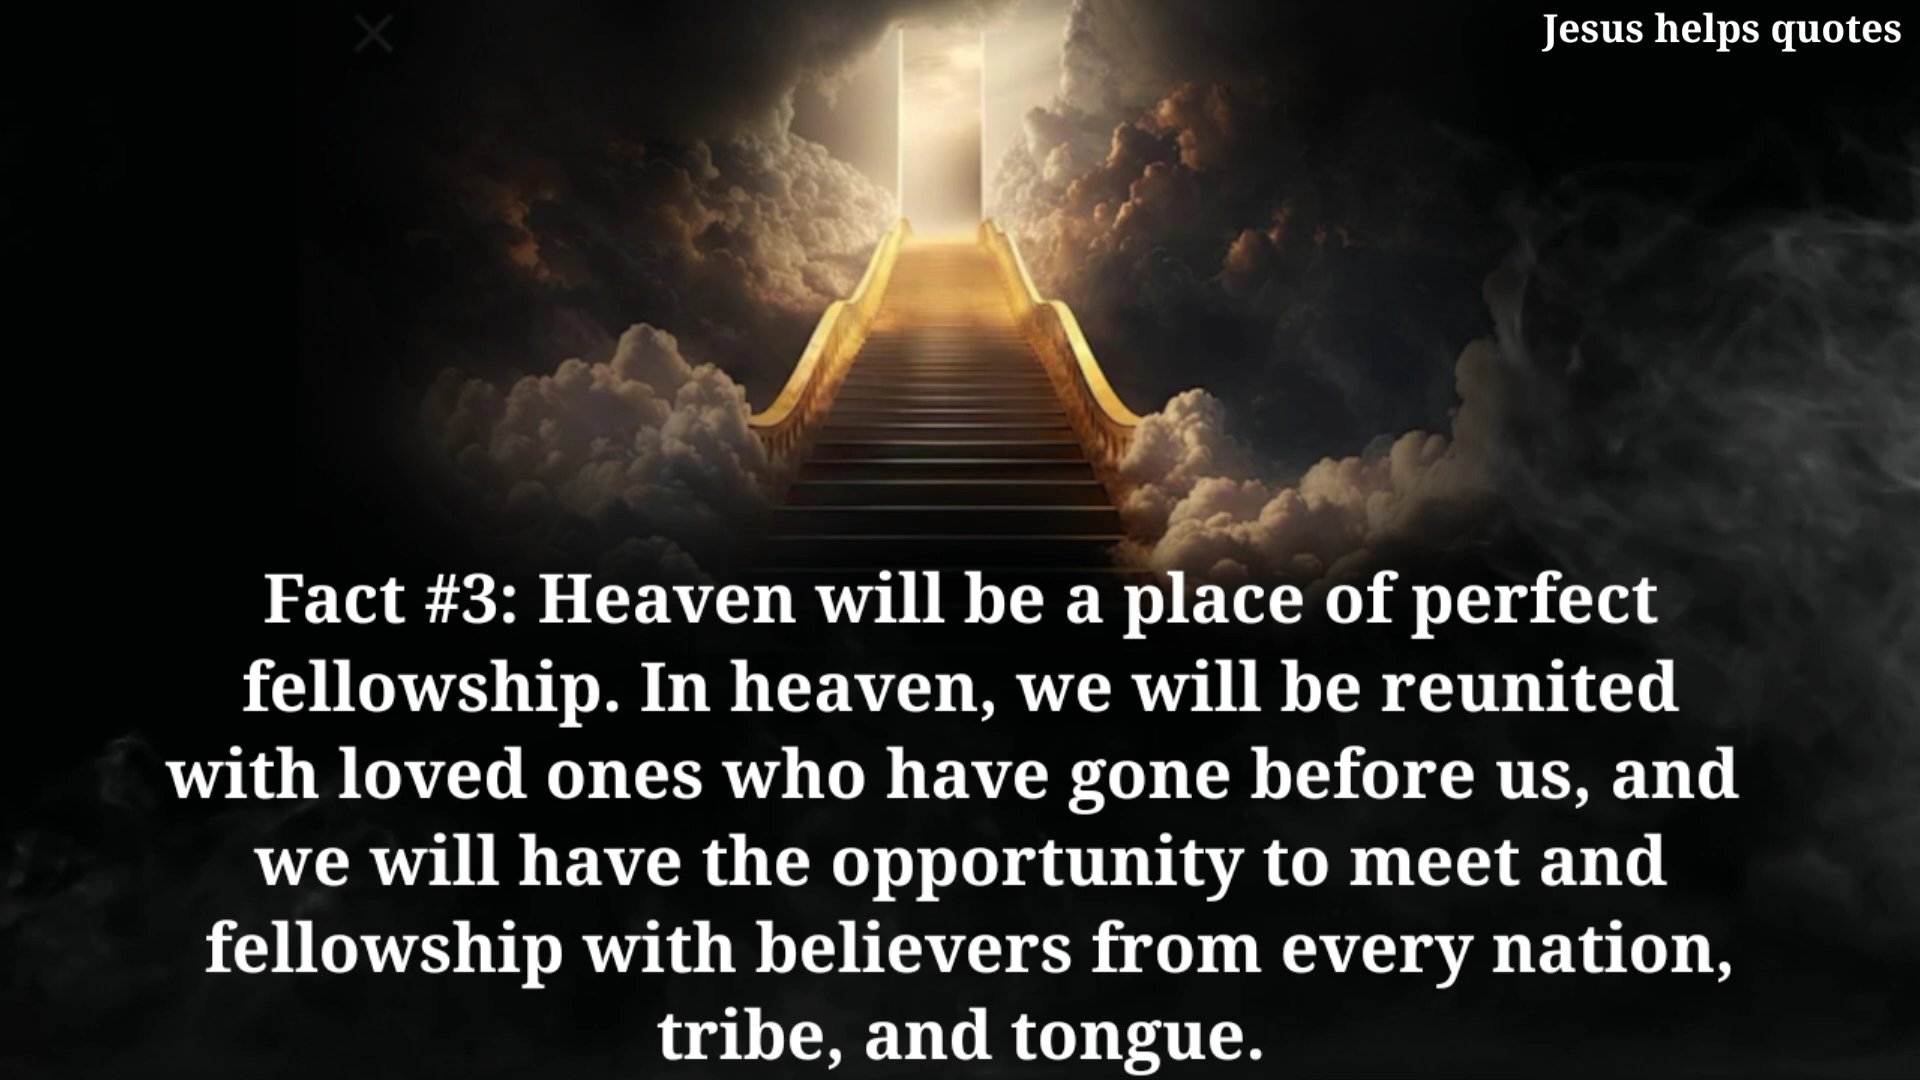 Jesus helps quotes
Fact #3: Heaven will be a place of perfect
fellowship. In heaven, we will be reunited
with loved ones who have gone before us, and
we will have the opportunity to meet and
fellowship with believers from every nation,
tribe, and tongue.